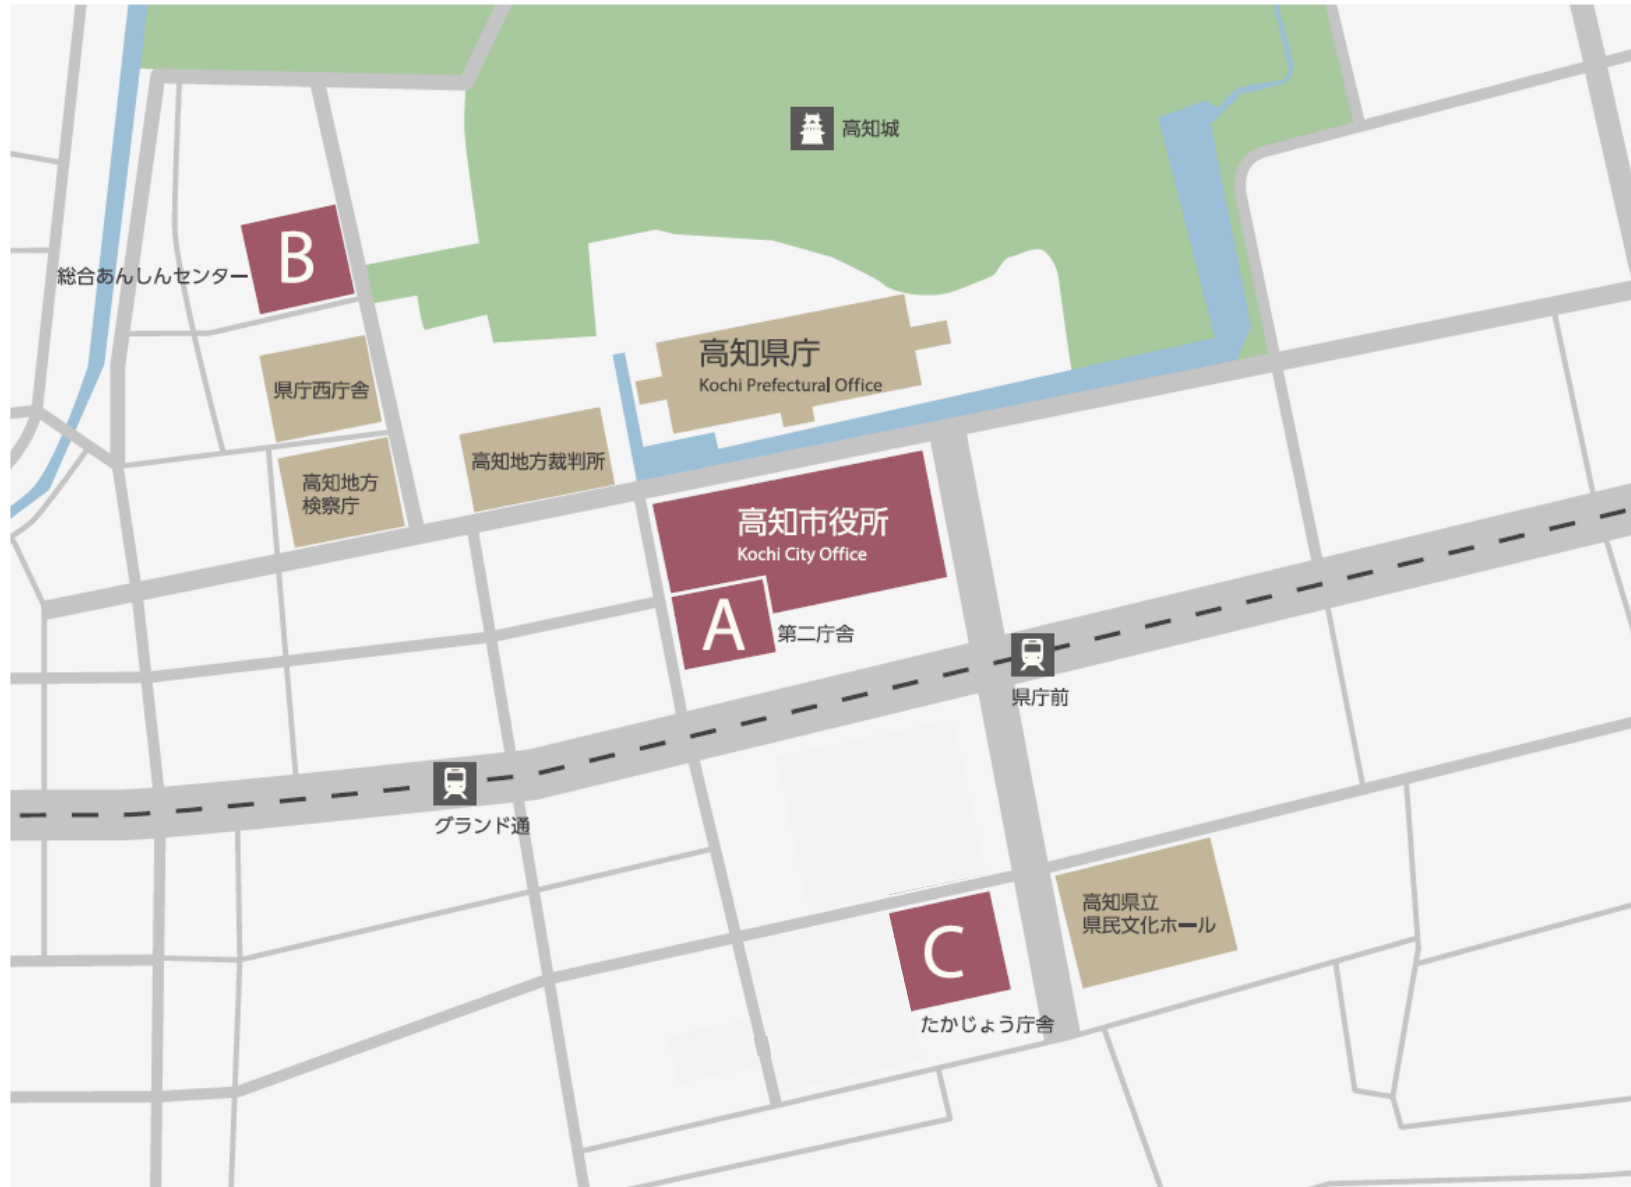 高知城
B
総合あんしんセンター
高知県庁
Kochi Prefectural Office
県庁西庁舎
高知地方裁判所
高知地方
検察庁
高知市役所
Kochi City Office
A
第二庁舎
県庁前
グランド通
高知県立
県民文化ホール
C
たかじょう庁舎